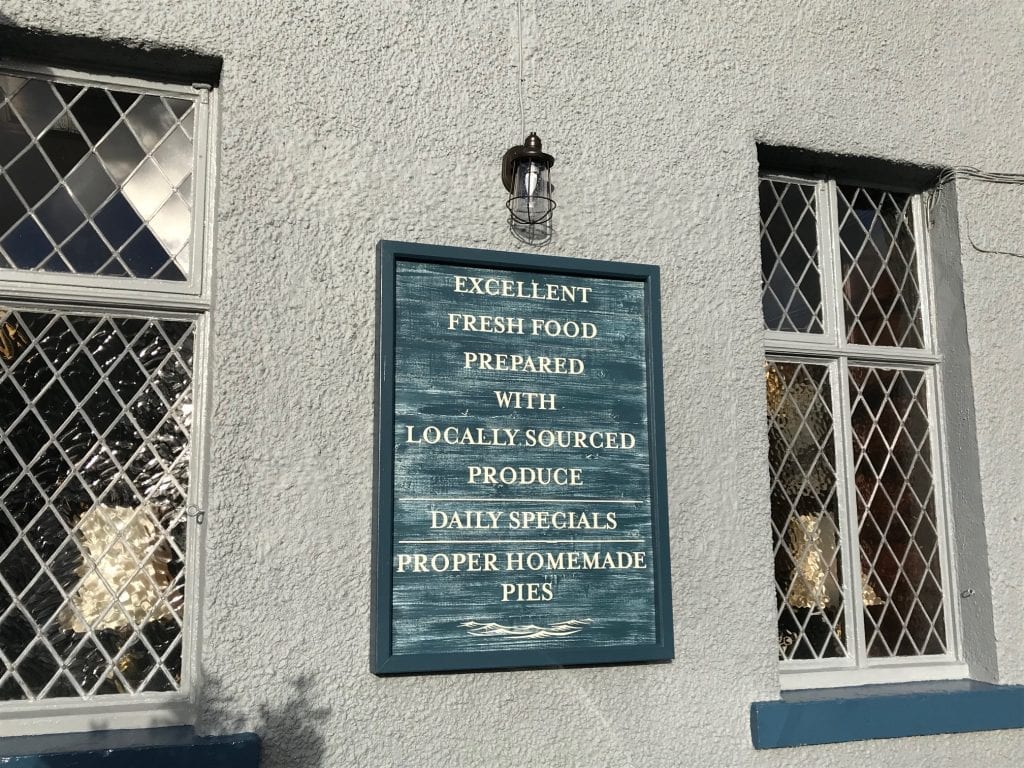 EXCELLENT
FRESH FOOD
PREPARED
WITH
LOCALLY SOURCED
PRODUCE
DAILY SPECIALS
PROPER HOMEMADE
PIES